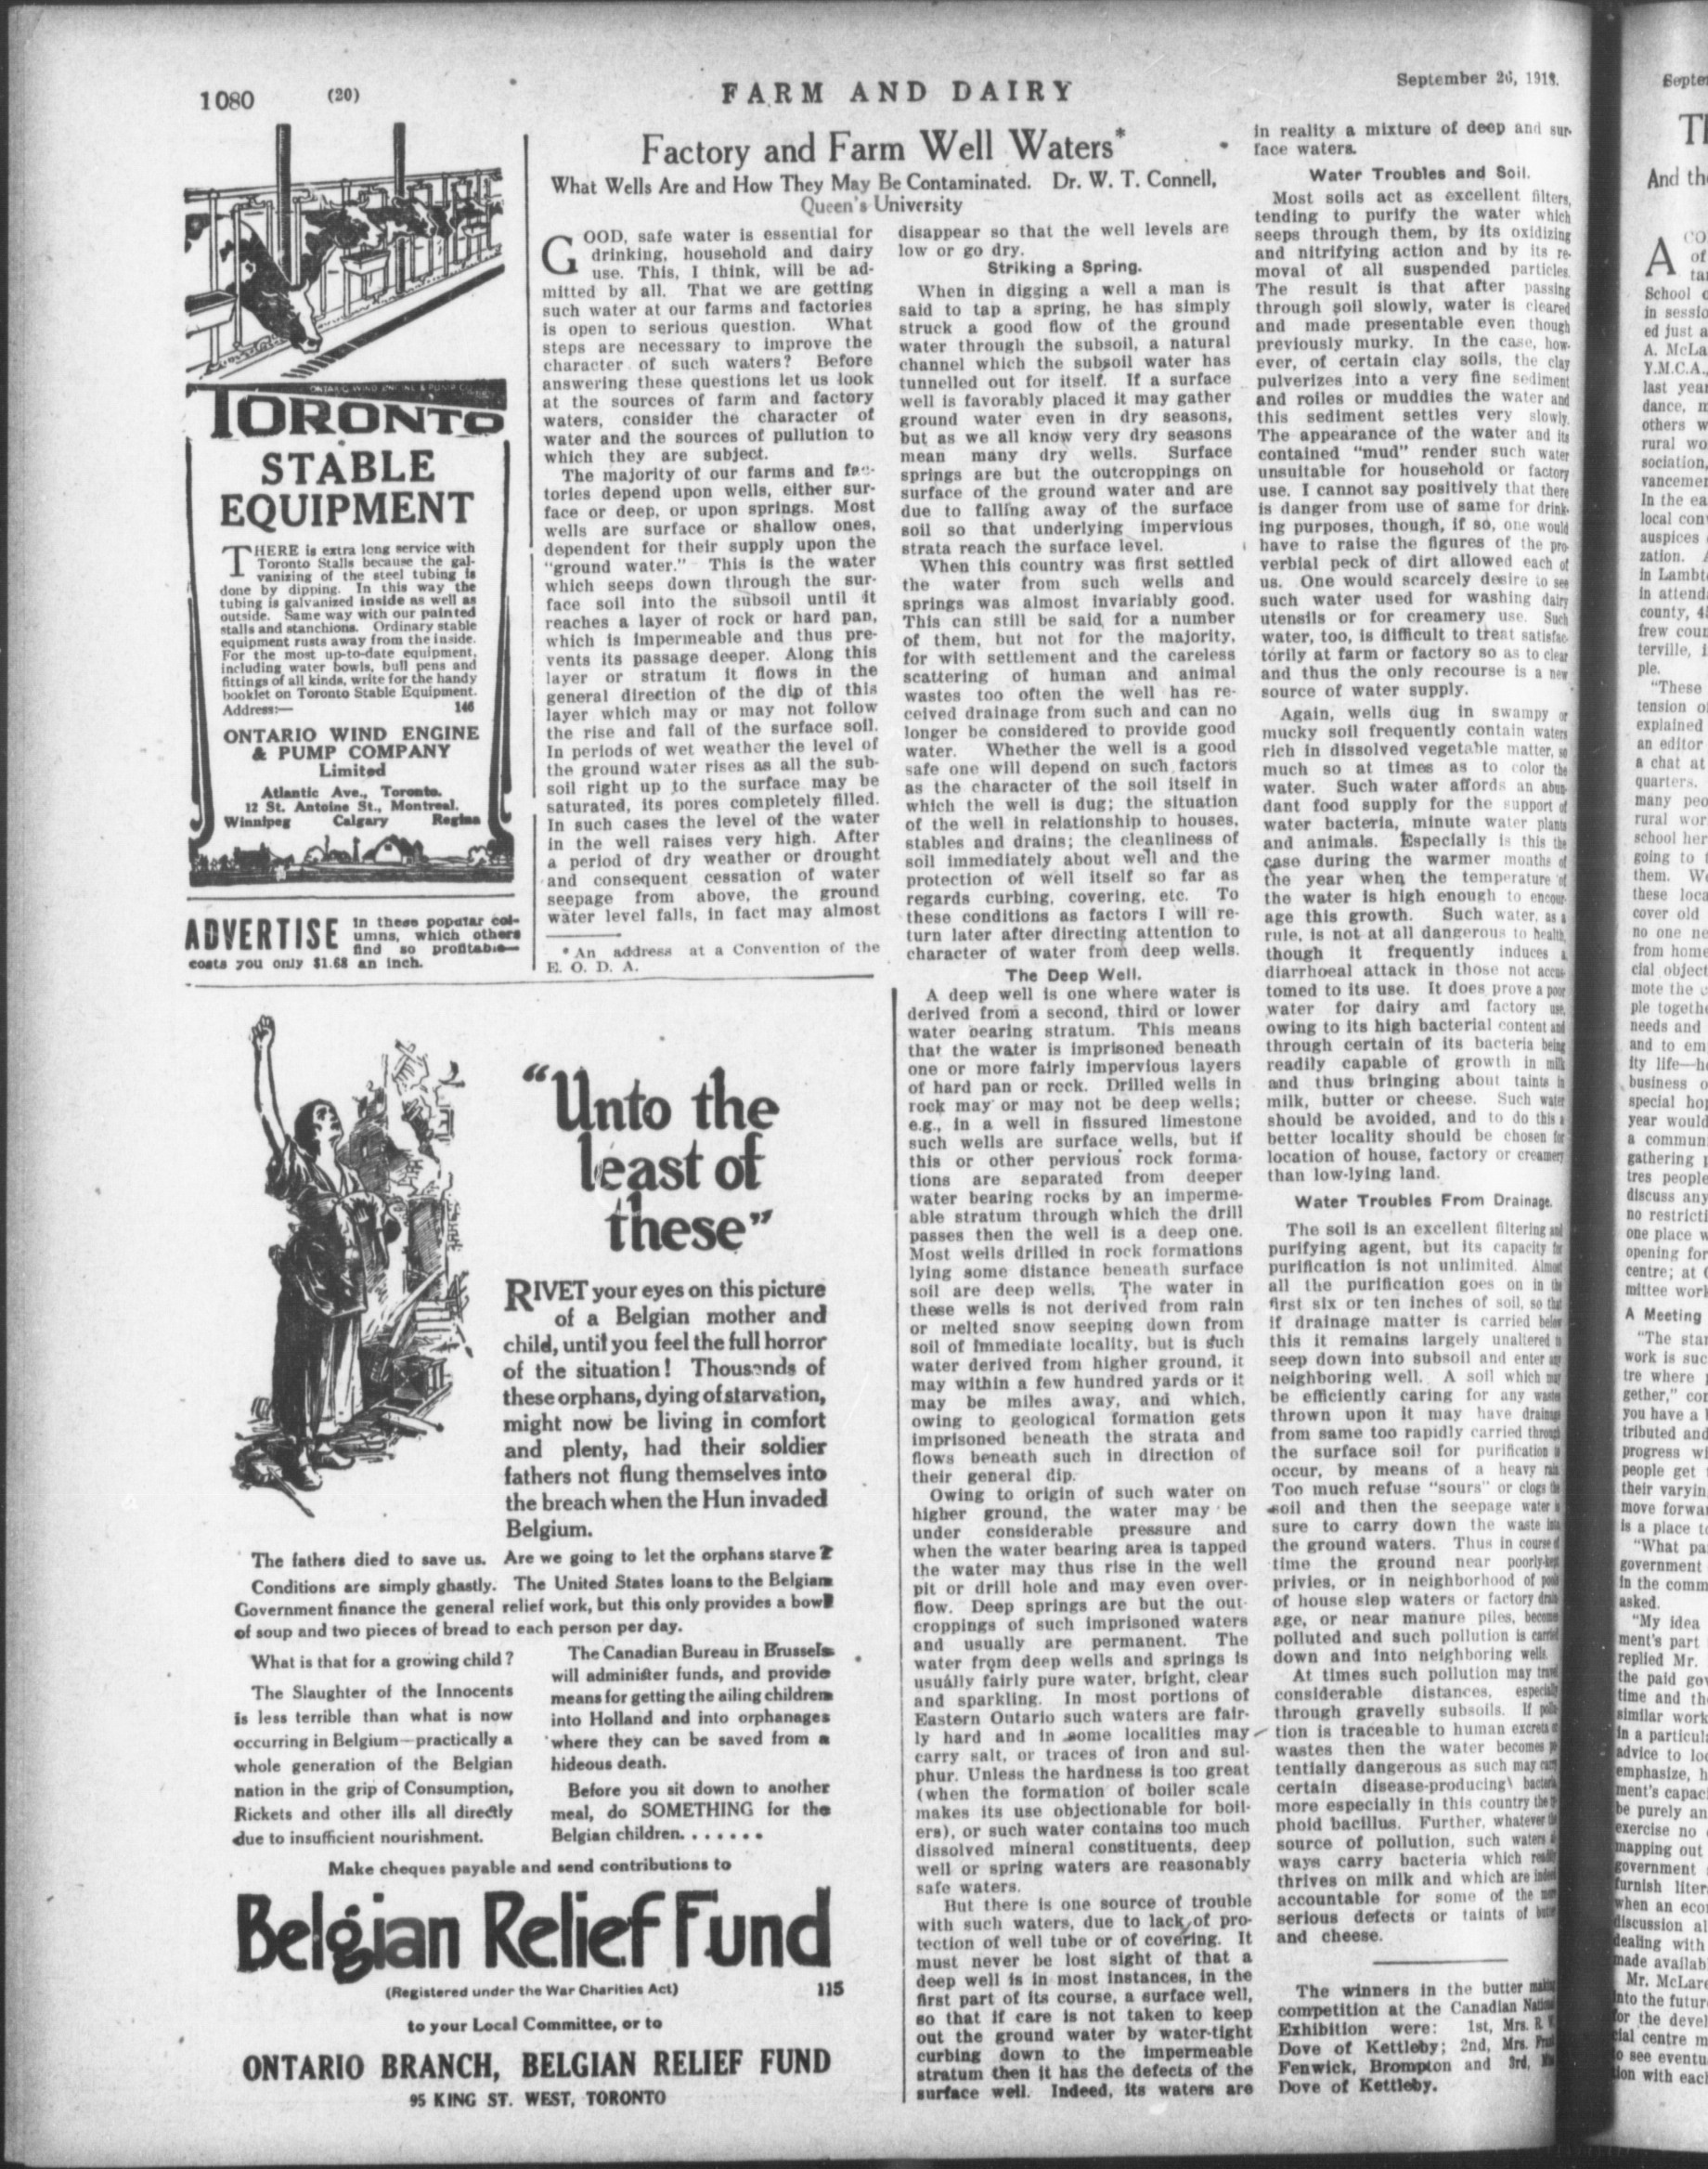 1080 (20) FARM AND DAIRY September 26, 1918.
ONTARIO WIND ENGINE & PUMP CO.
TORONTO
STABLE
EQUIPMENT
THERE is extra long service with
Toronto Stalls because the gal-
vanizing of the steel tubing is
done by dipping. In this way the
tubing is galvanized inside as well as
outside. Same way with our painted
stalls and stanchions. Ordinary stable
equipment rusts away from the inside.
For the most up-to-date equipment,
including water bowls, bull pens and
fittings of all kinds, write for the handy
booklet on Toronto Stable Equipment.
Address:— 146
ONTARIO WIND ENGINE
& PUMP COMPANY
Limited
Atlantic Ave., Toronto.
12 St. Antoine St., Montreal.
Winnipeg Calgary Regina
ADVERTISE in these popular col-
umns, which others
find so profitable—
costs you only $1.68 an inch.
Factory and Farm Well Waters*
What Wells Are and How They May Be Contaminated. Dr. W. T. Connell,
Queen's University
GOOD, safe water is essential for
drinking, household and dairy
use. This, I think, will be ad-
mitted by all. That we are getting
such water at our farms and factories
is open to serious question. What
steps are necessary to improve the
character of such waters? Before
answering these questions let us look
at the sources of farm and factory
waters, consider the character of
water and the sources of pullution to
which they are subject.
The majority of our farms and fac-
tories depend upon wells, either sur-
face or deep, or upon springs. Most
wells are surface or shallow ones,
dependent for their supply upon the
"ground water." This is the water
which seeps down through the sur-
face soil into the subsoil until it
reaches a layer of rock or hard pan,
which is impermeable and thus pre-
vents its passage deeper. Along this
layer or stratum it flows in the
general direction of the dip of this
layer which may or may not follow
the rise and fall of the surface soil.
In periods of wet weather the level of
the ground water rises as all the sub-
soil right up to the surface may be
saturated, its pores completely filled.
In such cases the level of the water
in the well raises very high. After
a period of dry weather or drought
and consequent cessation of water
seepage from above, the ground
water level falls, in fact may almost
* An address at a Convention of the
E. O. D. A.
disappear so that the well levels are
low or go dry.
Striking a Spring.
When in digging a well a man is
said to tap a spring, he has simply
struck a good flow of the ground
water through the subsoil, a natural
channel which the subsoil water has
tunnelled out for itself. If a surface
well is favorably placed it may gather
ground water even in dry seasons,
but as we all know very dry seasons
mean many dry wells. Surface
springs are but the outcroppings on
surface of the ground water and are
due to falling away of the surface
soil so that underlying impervious
strata reach the surface level.
When this country was first settled
the water from such wells and
springs was almost invariably good.
This can still be said for a number
of them, but not for the majority,
for with settlement and the careless
scattering of human and animal
wastes too often the well has re-
ceived drainage from such and can no
longer be considered to provide good
water. Whether the well is a good
safe one will depend on such factors
as the character of the soil itself in
which the well is dug; the situation
of the well in relationship to houses,
stables and drains; the cleanliness of
soil immediately about well and the
protection of well itself so far as
regards curbing, covering, etc. To
these conditions as factors I will re-
turn later after directing attention to
character of water from deep wells.
The Deep Well.
A deep well is one where water is
derived from a second, third or lower
water bearing stratum. This means
that the water is imprisoned beneath
one or more fairly impervious layers
of hard pan or rock. Drilled wells in
rock may or may not be deep wells;
e.g., in a well in fissured limestone
such wells are surface wells, but if
this or other pervious rock forma-
tions are separated from deeper
water bearing rocks by an imperme-
able stratum through which the drill
passes then the well is a deep one.
Most wells drilled in rock formations
lying some distance beneath surface
soil are deep wells. The water in
these wells is not derived from rain
or melted snow seeping down from
soil of immediate locality, but is such
water derived from higher ground, it
may within a few hundred yards or it
may be miles away, and which,
owing to geological formation gets
imprisoned beneath the strata and
flows beneath such in direction of
their general dip.
Owing to origin of such water on
higher ground, the water may be
under considerable pressure and
when the water bearing area is tapped
the water may thus rise in the well
pit or drill hole and may even over-
flow. Deep springs are but the out-
croppings of such imprisoned waters
and usually are permanent. The
water from deep wells and springs is
usually fairly pure water, bright, clear
and sparkling. In most portions of
Eastern Ontario such waters are fair-
ly hard and in some localities may
carry salt, or traces of iron and sul-
phur. Unless the hardness is too great
(when the formation of boiler scale
makes its use objectionable for boil-
ers), or such water contains too much
dissolved mineral constituents, deep
well or spring waters are reasonably
safe waters.
But there is one source of trouble
with such waters, due to lack of pro-
tection of well tube or of covering. It
must never be lost sight of that a
deep well is in most instances, in the
first part of its course, a surface well,
so that if care is not taken to keep
out the ground water by water-tight
curbing down to the impermeable
stratum then it has the defects of the
surface well. Indeed, its waters are
in reality a mixture of deep and sur-
face waters.
Water Troubles and Soil.
Most soils act as excellent filters,
tending to purify the water which
seeps through them, by its oxidizing
and nitrifying action and by its re-
moval of all suspended particles.
The result is that after passing
through soil slowly, water is cleared
and made presentable even though
previously murky. In the case, how-
ever, of certain clay soils, the clay
pulverizes into a very fine sediment
and roiles or muddies the water and
this sediment settles very slowly.
The appearance of the water and its
contained "mud" render such water
unsuitable for household or factory
use. I cannot say positively that there
is danger from use of same for drink-
ing purposes, though, if so, one would
have to raise the figures of the pro-
verbial peck of dirt allowed each of
us. One would scarcely desire to see
such water used for washing dairy
utensils or for creamery use. Such
water, too, is difficult to treat satisfac-
torily at farm or factory so as to clear
and thus the only recourse is a new
source of water supply.
Again, wells dug in swampy or
mucky soil frequently contain waters
rich in dissolved vegetable matter, so
much so at times as to color the
water. Such water affords an abun-
dant food supply for the support of
water bacteria, minute water plants
and animals. Especially is this the
case during the warmer months of
the year when the temperature of
the water is high enough to encour-
age this growth. Such water, as a
rule, is not at all dangerous to health,
though it frequently induces a
diarrhoeal attack in those not accus-
tomed to its use. It does prove a poor
water for dairy and factory use,
owing to its high bacterial content and
through certain of its bacteria being
readily capable of growth in milk
and thus bringing about taints in
milk, butter or cheese. Such water
should be avoided, and to do this a
better locality should be chosen for
location of house, factory or creamery
than low-lying land.
Water Troubles From Drainage.
The soil is an excellent filtering and
purifying agent, but its capacity for
purification is not unlimited. Almost
all the purification goes on in the
first six or ten inches of soil, so that
if drainage matter is carried below
this it remains largely unaltered to
seep down into subsoil and enter any
neighboring well. A soil which may
be efficiently caring for any waste
thrown upon it may have drainage
from same too rapidly carried through
the surface soil for purification to
occur, by means of a heavy rain.
Too much refuse "sours" or clogs the
soil and then the seepage water is
sure to carry down the waste into
the ground waters. Thus in course of
time the ground near poorly-kept
privies, or in neighborhood of pools
of house slop waters or factory drain-
age, or near manure piles, become
polluted and such pollution is carried
down and into neighboring wells.
At times such pollution may travel
considerable distances, especially
through gravelly subsoils. If pollu-
tion is traceable to human excreta or
wastes then the water becomes po-
tentially dangerous as such may carry
certain disease-producing bacteria,
more especially in this country the ty-
phoid bacillus. Further, whatever the
source of pollution, such waters al-
ways carry bacteria which readily
thrives on milk and which are indeed
accountable for some of the more
serious defects or taints of butter
and cheese.
The winners in the butter making
competition at the Canadian National
Exhibition were: 1st, Mrs. R. W.
Dove of Kettleby; 2nd, Mrs.
Fenwick, Brompton and 3rd,
Dove of Kettleby.
"Unto the
least of
these"
RIVET your eyes on this picture
of a Belgian mother and
child, until you feel the full horror
of the situation! Thousands of
these orphans, dying of starvation,
might now be living in comfort
and plenty, had their soldier
fathers not flung themselves into
the breach when the Hun invaded
Belgium.
The fathers died to save us. Are we going to let the orphans starve?
Conditions are simply ghastly. The United States loans to the Belgian
Government finance the general relief work, but this only provides a bowl
of soup and two pieces of bread to each person per day.
What is that for a growing child?
The Slaughter of the Innocents
is less terrible than what is now
occurring in Belgium—practically a
whole generation of the Belgian
nation in the grip of Consumption,
Rickets and other ills all directly
due to insufficient nourishment.
The Canadian Bureau in Brussels
will administer funds, and provide
means for getting the ailing children
into Holland and into orphanages
where they can be saved from a
hideous death.
Before you sit down to another
meal, do SOMETHING for the
Belgian children.......
Make cheques payable and send contributions to
Belgian Relief Fund
(Registered under the War Charities Act) 115
to your Local Committee, or to
ONTARIO BRANCH, BELGIAN RELIEF FUND
95 KING ST. WEST, TORONTO